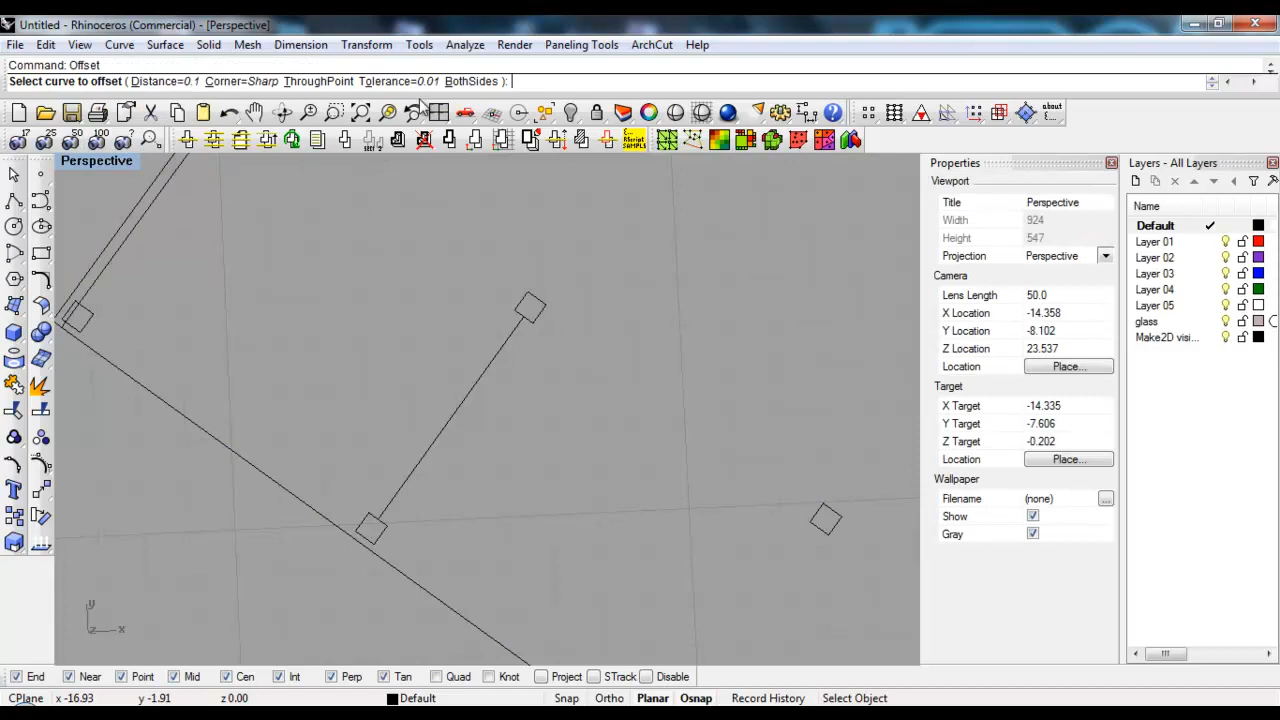 Untitled - Rhinoceros (Commercial) - [Perspective]
File Edit View Curve Surface Solid Mesh Dimension Transform Tools Analyze Render Paneling Tools ArchCut Help
Command: Offset
Select curve to offset ( Distance=0.1 Corner=Sharp ThroughPoint Tolerance=0.01 BothSides ):
about
17 25 50 100
Perspective
Properties
Layers - All Layers
Viewport
Title Perspective
Name
Width 924
Default
Height 547
Layer 01
Projection Perspective
Layer 02
Camera
Layer 03
Lens Length 50.0
Layer 04
X Location -14.358
Layer 05
Y Location -8.102
glass
Z Location 23.537
Make2D visi...
Location Place...
Target
X Target -14.335
Y Target -7.606
Z Target -0.202
Location Place...
Wallpaper
Filename (none) ...
Show
Gray
y
z x
End Near Point Mid Cen Int Perp Tan Quad Knot Project STrack Disable
CPlane x -16.93 y -1.91 z 0.00 Default Snap Ortho Planar Osnap Record History Select Object